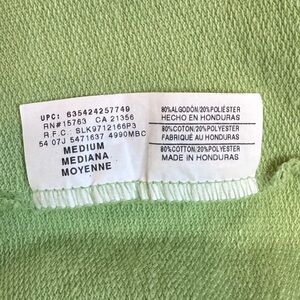 UPC: 635424257749
RN#15763 CA 21356
R.F.C.: SLK9712166P3
54 07J 5471637 4990MBC
MEDIUM
MEDIANA
MOYENNE
80%ALGODÓN/20%POLIÉSTER
HECHO EN HONDURAS
80%COTON/20%POLYESTER
FABRIQUÉ AU HONDURAS
80%COTTON/20%POLYESTER
MADE IN HONDURAS